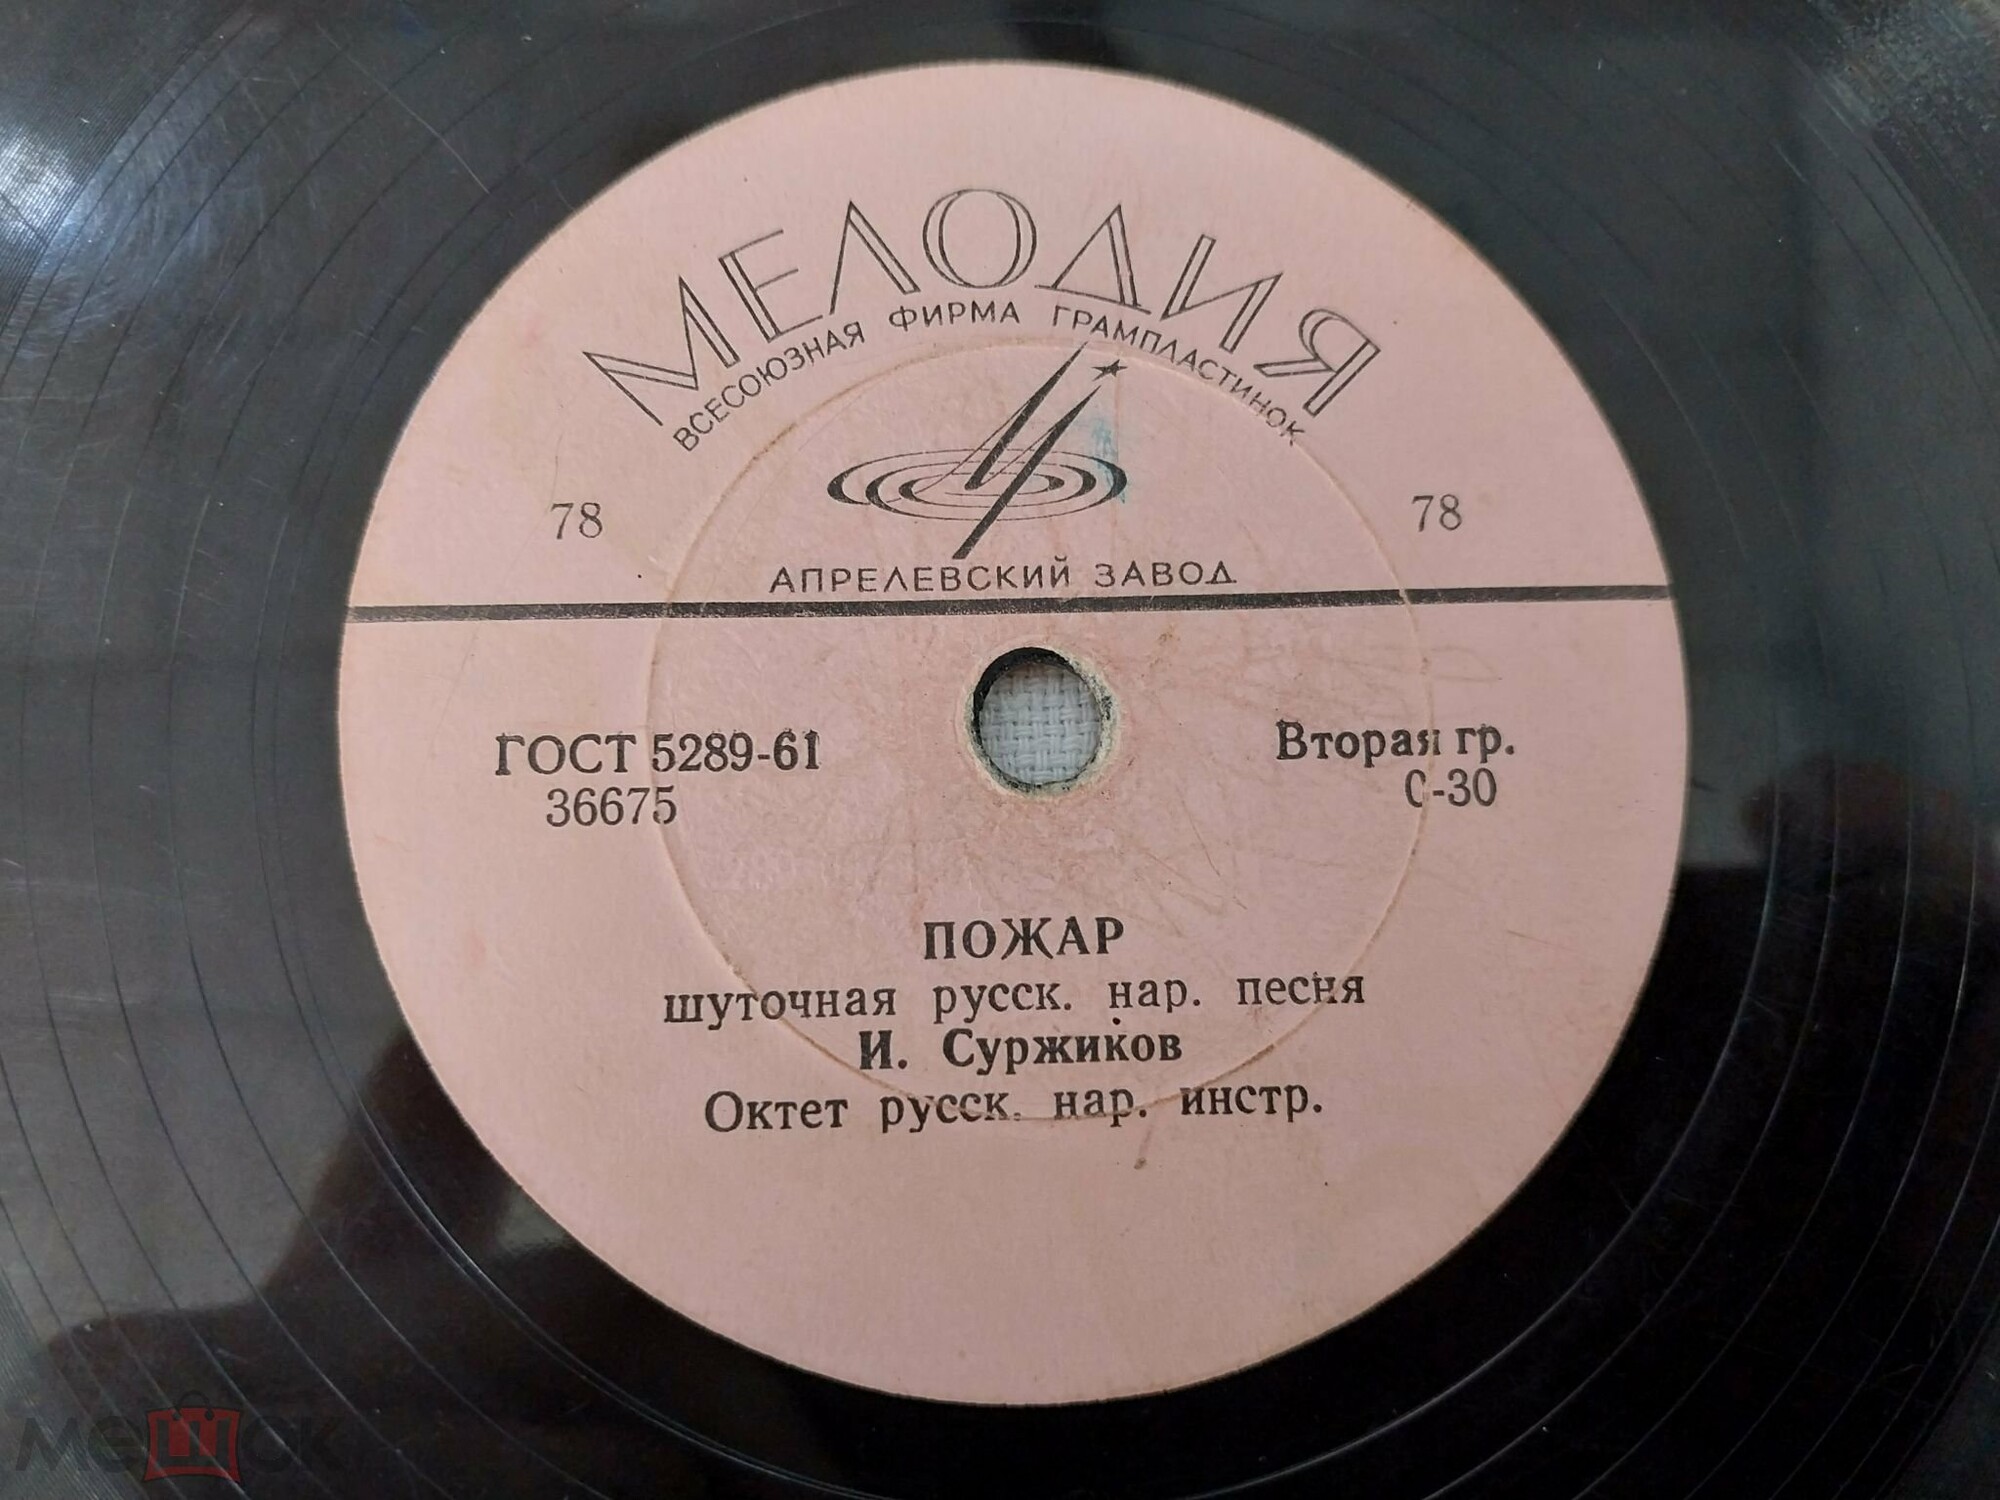 МЕЛОДИЯ
ВСЕСОЮЗНАЯ ФИРМА ГРАМПЛАСТИНОК
78 78
АПРЕЛЕВСКИЙ ЗАВОД
ГОСТ 5289-61 Вторая гр.
36675 0-30
ПОЖАР
шуточная русск. нар. песня
И. Суржиков
Октет русск. нар. инстр.
мешок